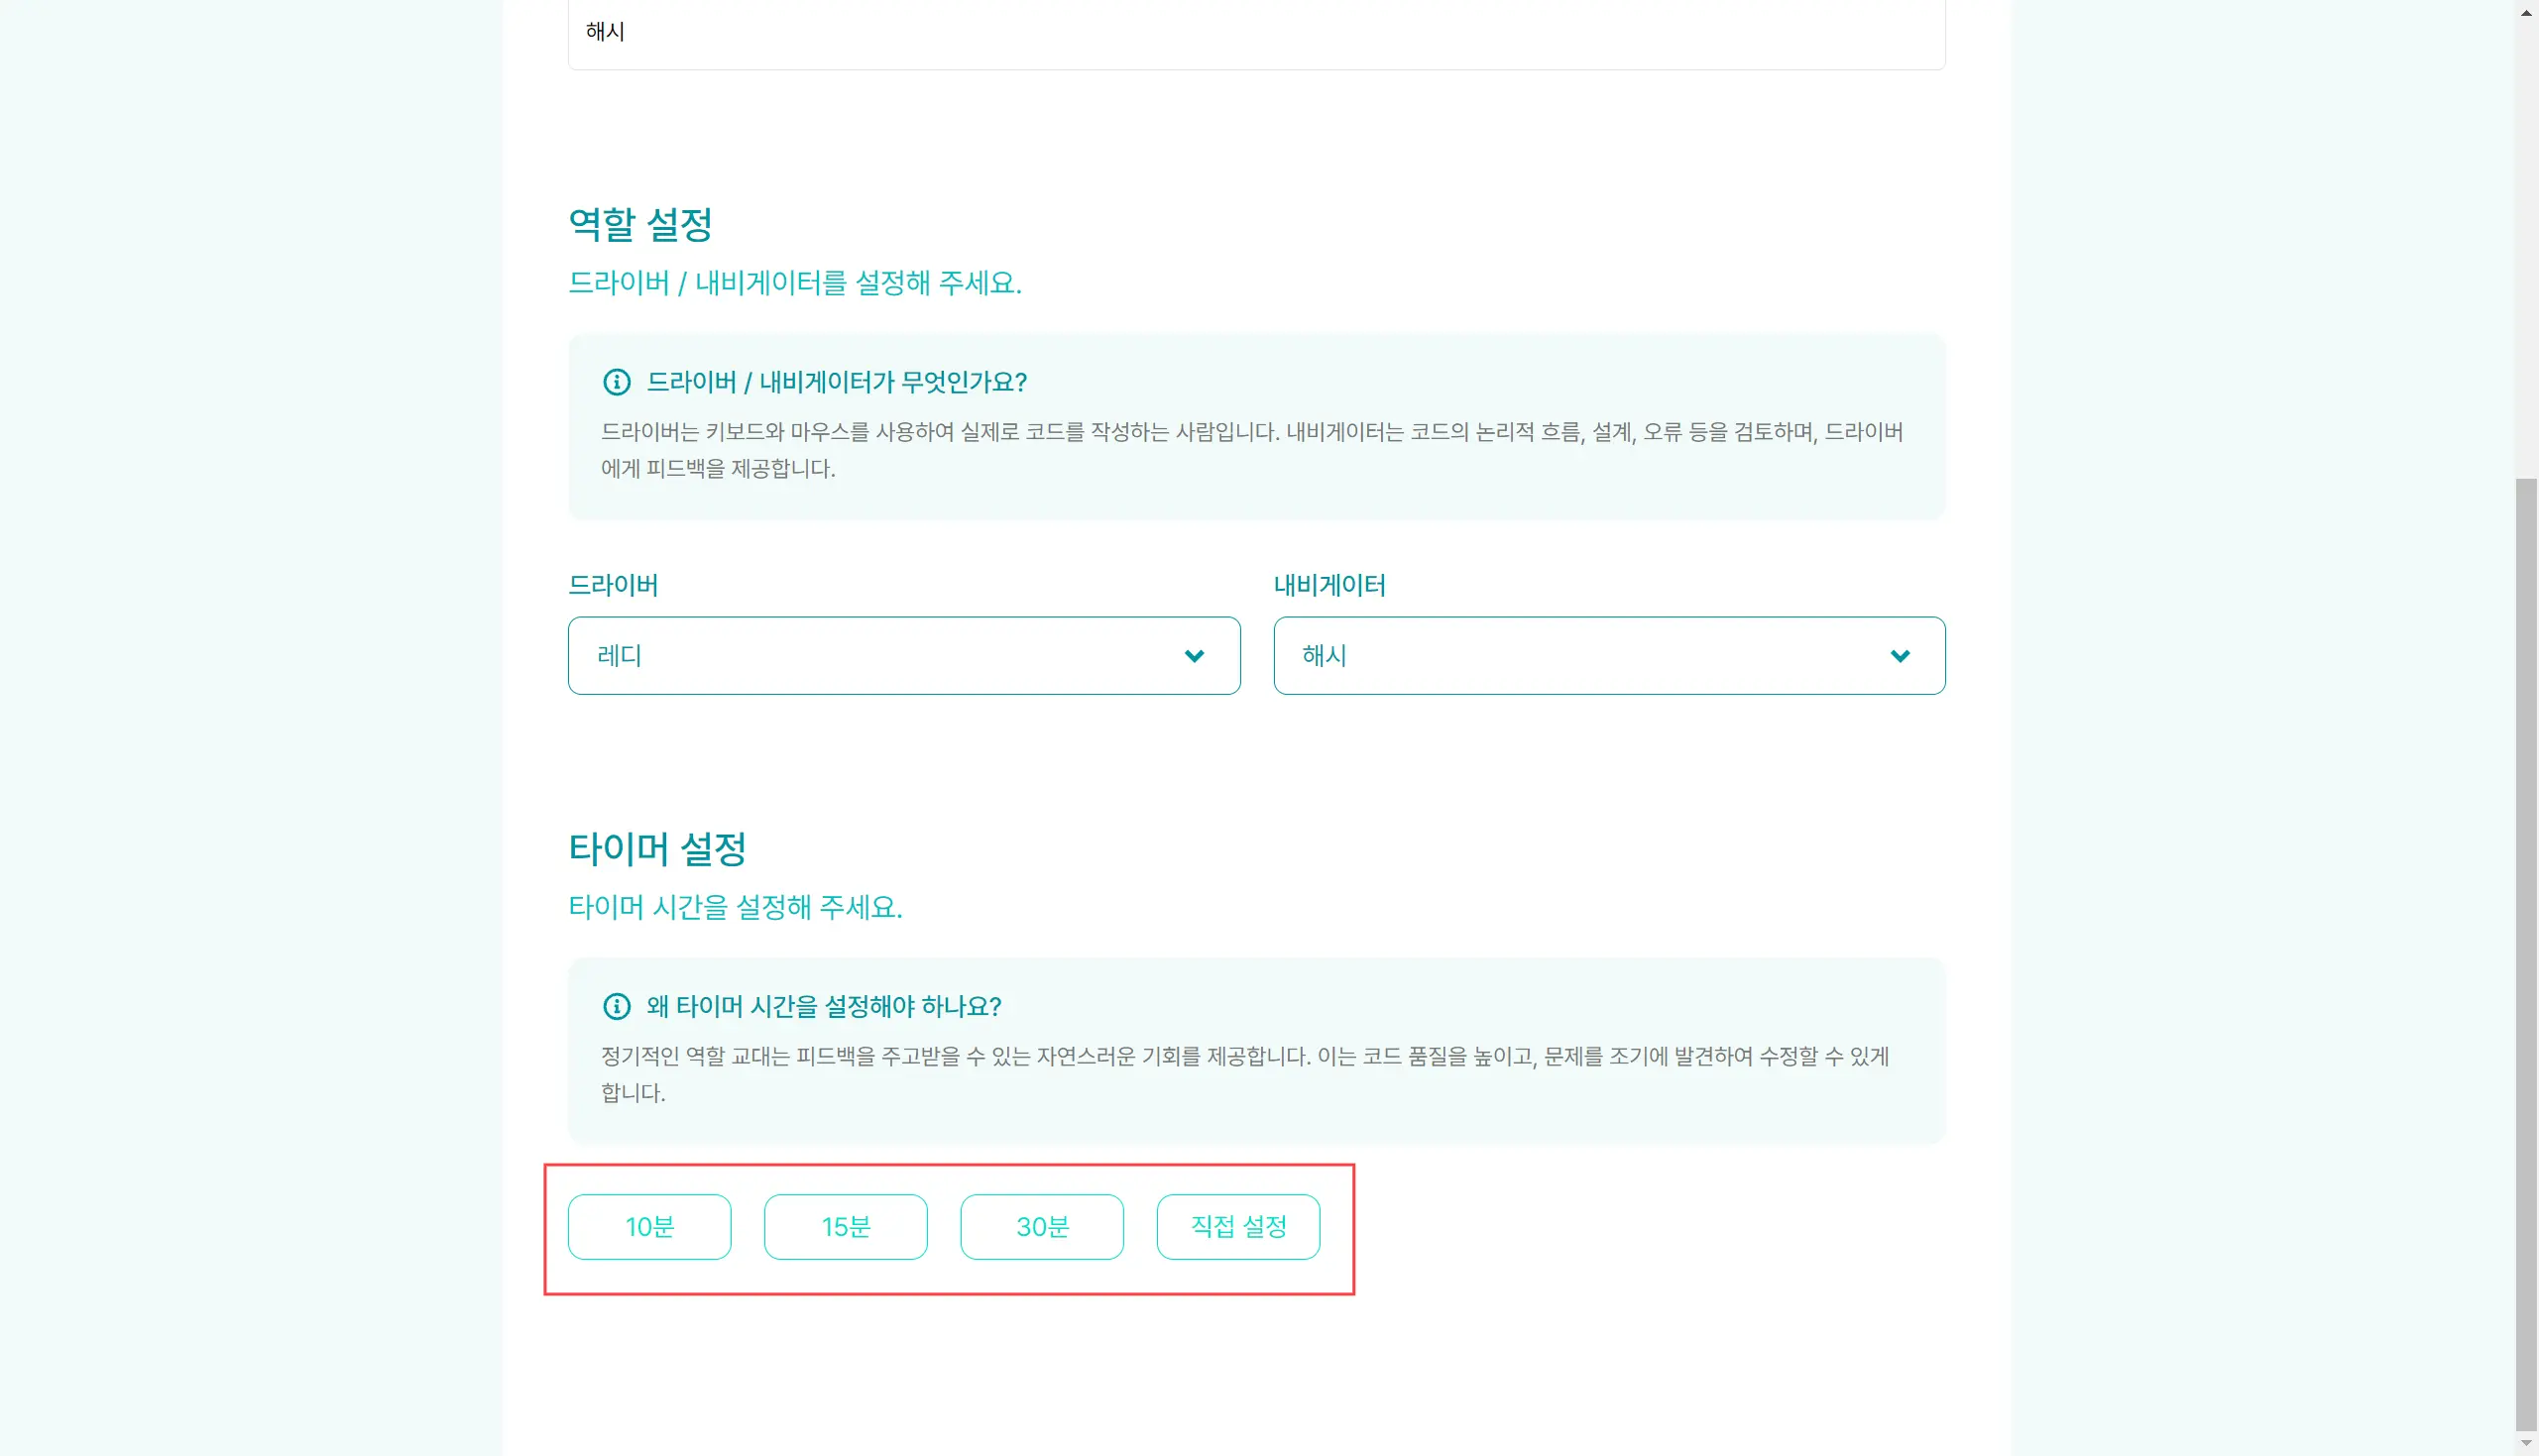 해시
역할 설정
드라이버 / 내비게이터를 설정해 주세요.
드라이버 / 내비게이터가 무엇인가요?
드라이버는 키보드와 마우스를 사용하여 실제로 코드를 작성하는 사람입니다. 내비게이터는 코드의 논리적 흐름, 설계, 오류 등을 검토하며, 드라이버
에게 피드백을 제공합니다.
드라이버 내비게이터
레디 해시
타이머 설정
타이머 시간을 설정해 주세요.
왜 타이머 시간을 설정해야 하나요?
정기적인 역할 교대는 피드백을 주고받을 수 있는 자연스러운 기회를 제공합니다. 이는 코드 품질을 높이고, 문제를 조기에 발견하여 수정할 수 있게
합니다.
10분 15분 30분 직접 설정